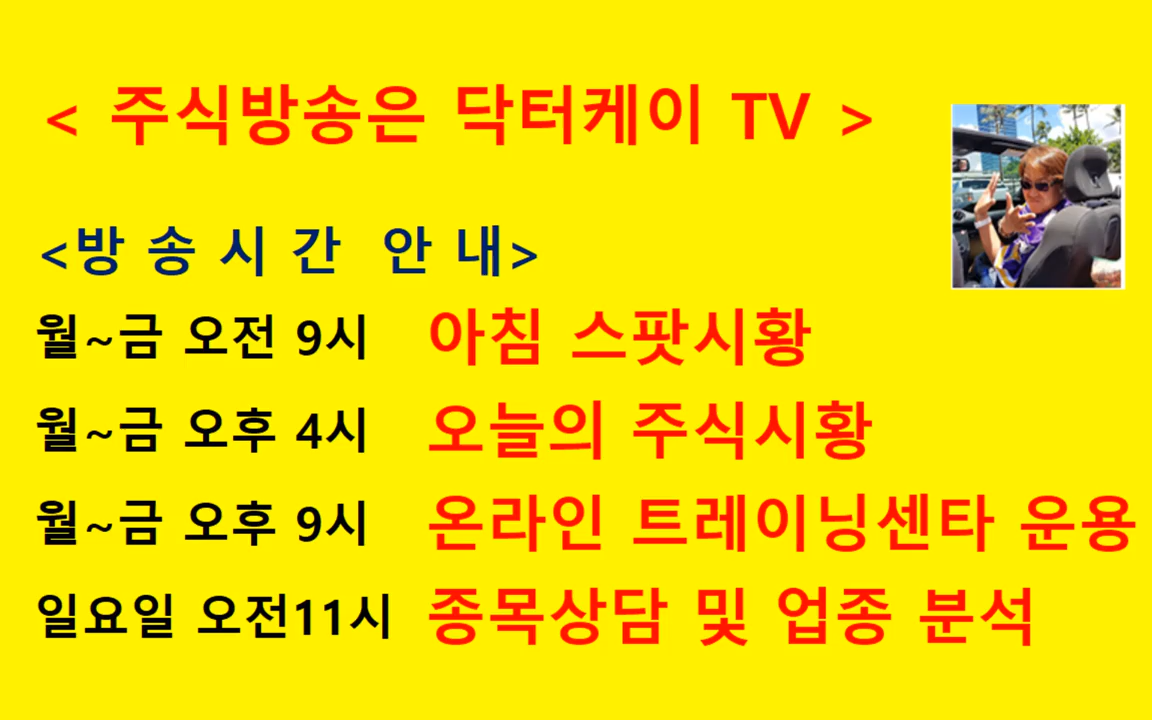 < 주식방송은 닥터케이 TV >
<방 송 시 간 안 내>
월~금 오전 9시 아침 스팟시황
월~금 오후 4시 오늘의 주식시황
월~금 오후 9시 온라인 트레이닝센타 운용
일요일 오전11시 종목상담 및 업종 분석